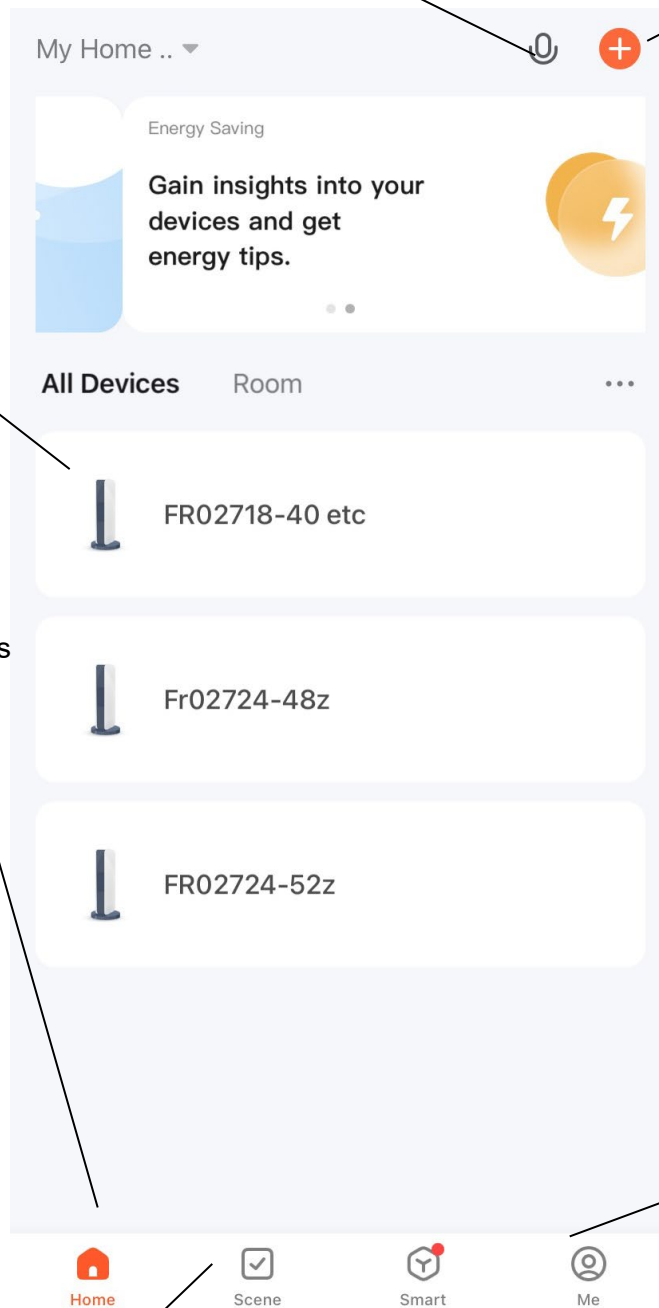 My Home ..
Energy Saving
Gain insights into your
devices and get
energy tips.
All Devices Room
FR02718-40 etc
s
Fr02724-48z
FR02724-52z
Home Scene Smart Me